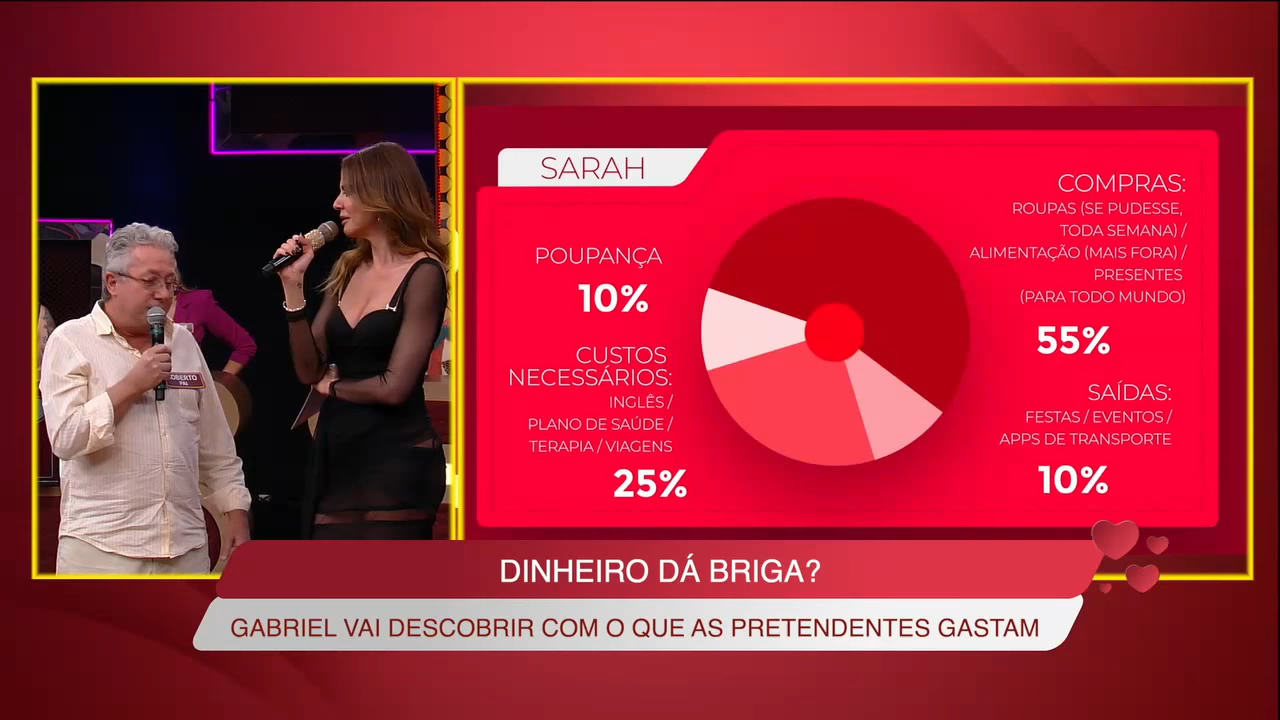 SARAH
POUPANÇA
10%
CUSTOS
NECESSÁRIOS:
INGLÊS /
PLANO DE SAÚDE /
TERAPIA / VIAGENS
25%
COMPRAS:
ROUPAS (SE PUDESSE,
TODA SEMANA) /
ALIMENTAÇÃO (MAIS FORA) /
PRESENTES
(PARA TODO MUNDO)
55%
SAÍDAS:
FESTAS / EVENTOS /
APPS DE TRANSPORTE
10%
PAI
DINHEIRO DÁ BRIGA?
GABRIEL VAI DESCOBRIR COM O QUE AS PRETENDENTES GASTAM